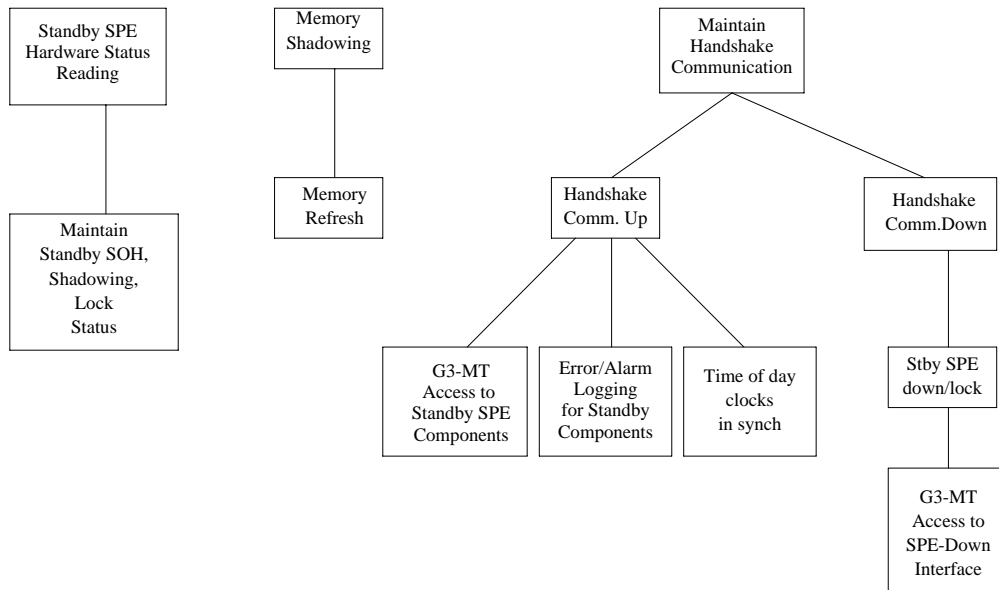 Standby SPE
Hardware Status
Reading
Memory
Shadowing
Maintain
Handshake
Communication
Memory
Refresh
Handshake
Comm. Up
Handshake
Comm.Down
Maintain
Standby SOH,
Shadowing,
Lock
Status
G3-MT
Access to
Standby SPE
Components
Error/Alarm
Logging
for Standby
Components
Time of day
clocks
in synch
Stby SPE
down/lock
G3-MT
Access to
SPE-Down
Interface